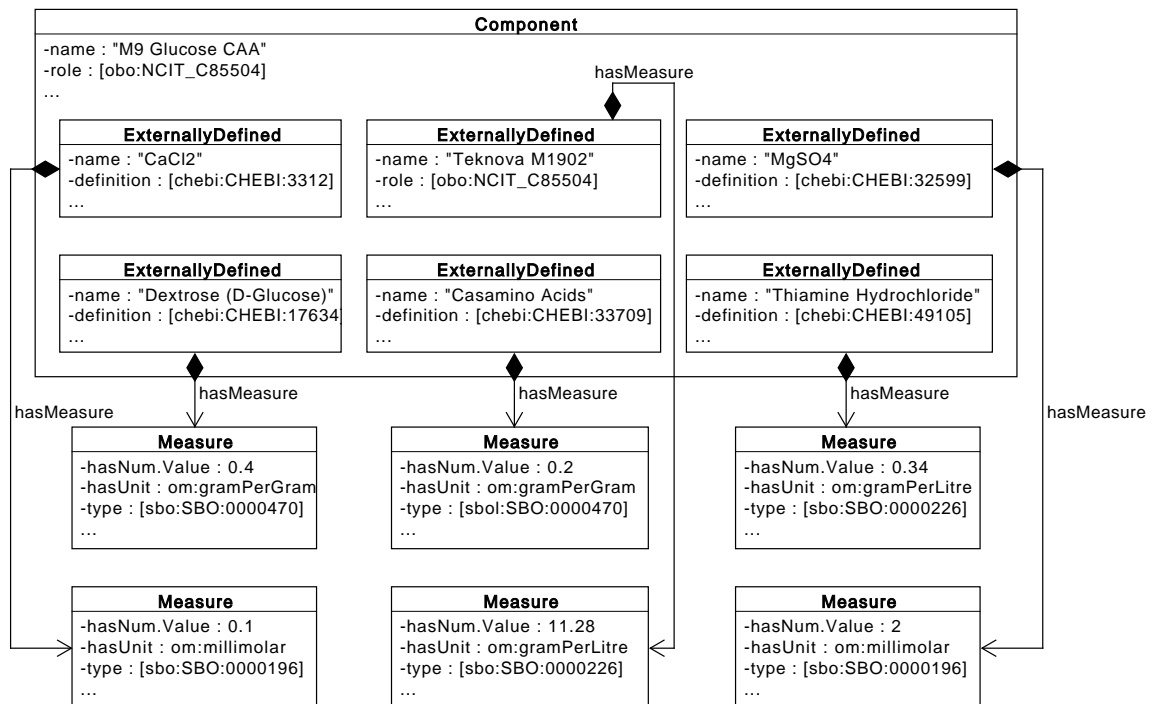 Component
-name : "M9 Glucose CAA"
-role : [obo:NCIT_C85504]
...
hasMeasure
ExternallyDefined
-name : "CaCl2"
-definition : [chebi:CHEBI:3312]
...
ExternallyDefined
-name : "Teknova M1902"
-role : [obo:NCIT_C85504]
...
ExternallyDefined
-name : "MgSO4"
-definition : [chebi:CHEBI:32599]
...
ExternallyDefined
-name : "Dextrose (D-Glucose)"
-definition : [chebi:CHEBI:17634]
...
ExternallyDefined
-name : "Casamino Acids"
-definition : [chebi:CHEBI:33709]
...
ExternallyDefined
-name : "Thiamine Hydrochloride"
-definition : [chebi:CHEBI:49105]
...
hasMeasure
hasMeasure
hasMeasure
hasMeasure
hasMeasure
Measure
-hasNum.Value : 0.4
-hasUnit : om:gramPerGram
-type : [sbo:SBO:0000470]
...
Measure
-hasNum.Value : 0.2
-hasUnit : om:gramPerGram
-type : [sbol:SBO:0000470]
...
Measure
-hasNum.Value : 0.34
-hasUnit : om:gramPerLitre
-type : [sbo:SBO:0000226]
...
Measure
-hasNum.Value : 0.1
-hasUnit : om:millimolar
-type : [sbo:SBO:0000196]
...
Measure
-hasNum.Value : 11.28
-hasUnit : om:gramPerLitre
-type : [sbo:SBO:0000226]
...
Measure
-hasNum.Value : 2
-hasUnit : om:millimolar
-type : [sbo:SBO:0000196]
...